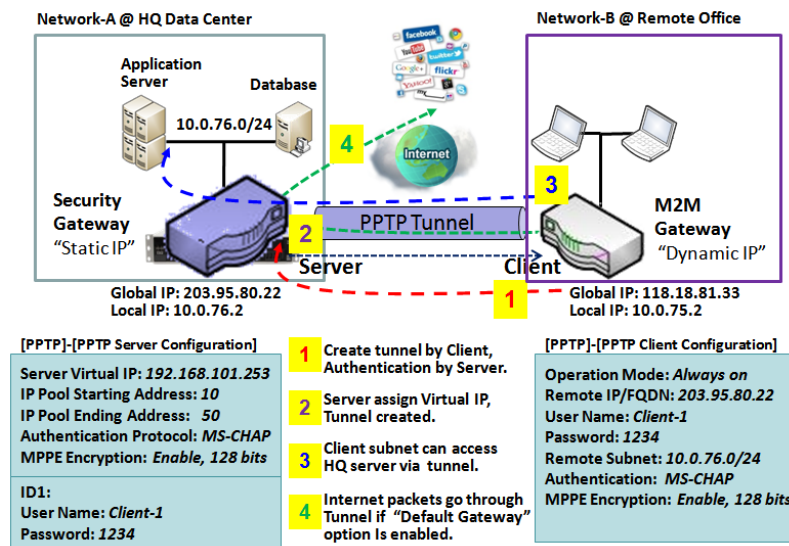 Network-A @ HQ Data Center
Network-B @ Remote Office
Application
Server
Database
10.0.76.0/24
facebook
YouTube
twitter
Google+
flickr
YAHOO!
my
Internet
4
3
Security
Gateway
"Static IP"
2
PPTP Tunnel
M2M
Gateway
"Dynamic IP"
Server
Client
1
Global IP: 203.95.80.22
Local IP: 10.0.76.2
Global IP: 118.18.81.33
Local IP: 10.0.75.2
[PPTP]-[PPTP Server Configuration]
Server Virtual IP: 192.168.101.253
IP Pool Starting Address: 10
IP Pool Ending Address: 50
Authentication Protocol: MS-CHAP
MPPE Encryption: Enable, 128 bits
ID1:
User Name: Client-1
Password: 1234
1 Create tunnel by Client,
Authentication by Server.
2 Server assign Virtual IP,
Tunnel created.
3 Client subnet can access
HQ server via tunnel.
4 Internet packets go through
Tunnel if "Default Gateway"
option Is enabled.
[PPTP]-[PPTP Client Configuration]
Operation Mode: Always on
Remote IP/FQDN: 203.95.80.22
User Name: Client-1
Password: 1234
Remote Subnet: 10.0.76.0/24
Authentication: MS-CHAP
MPPE Encryption: Enable, 128 bits